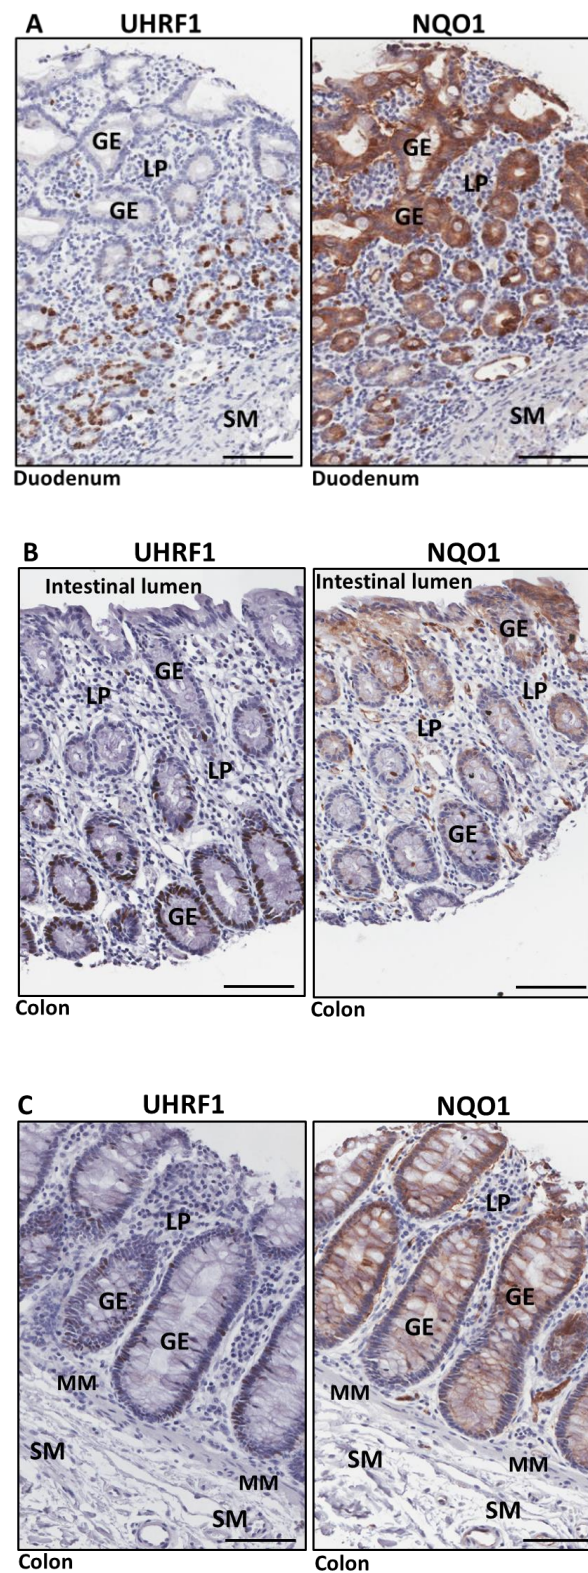 A UHRF1 NQO1
GE GE
LP LP
GE GE
SM SM
Duodenum Duodenum
B UHRF1 NQO1
Intestinal lumen Intestinal lumen
GE GE
LP LP
LP LP
GE GE
Colon Colon
C UHRF1 NQO1
LP LP
GE GE
GE GE
MM MM
SM SM
MM MM
SM SM
Colon Colon